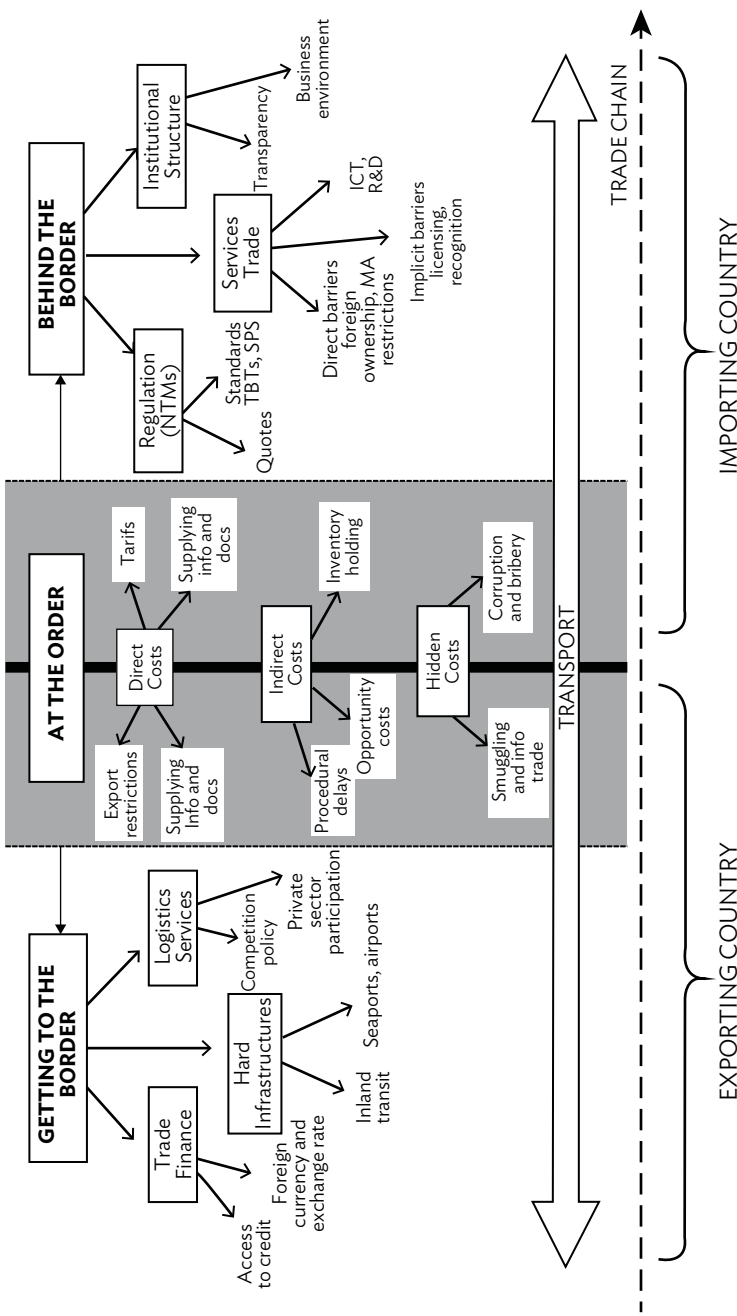 GETTING TO THE
BORDER
Trade
Finance
Access
to credit
Foreign
currency and
exchange rate
Hard
Infrastructures
Inland
transit
Seaports, airports
Logistics
Services
Competition
policy
Private
sector
participation
AT THE ORDER
Direct
Costs
Export
restrictions
Supplying
Info and
docs
Tarifs
Supplying
info and
docs
Indirect
Costs
Procedural
delays
Opportunity
costs
Inventory
holding
Hidden
Costs
Smuggling
and info
trade
Corruption
and bribery
BEHIND THE
BORDER
Regulation
(NTMs)
Quotes
Standards
TBTs, SPS
Services
Trade
Direct barriers
foreign
ownership, MA
restrictions
Implicit barriers
licensing,
recognition
ICT,
R&D
Institutional
Structure
Transparency
Business
environment
TRANSPORT
TRADE CHAIN
EXPORTING COUNTRY
IMPORTING COUNTRY